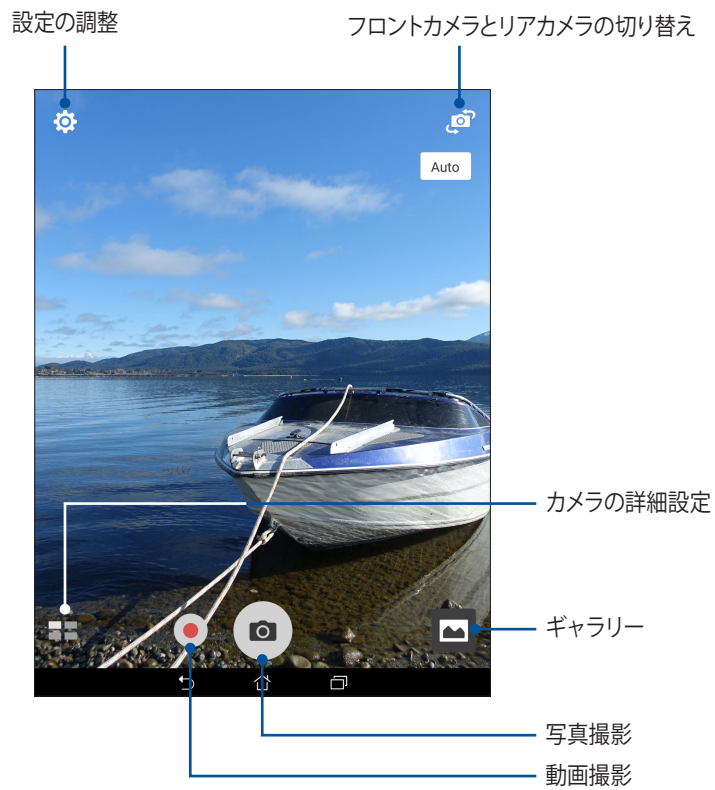 設定の調整
フロントカメラとリアカメラの切り替え
Auto
カメラの詳細設定
ギャラリー
写真撮影
動画撮影